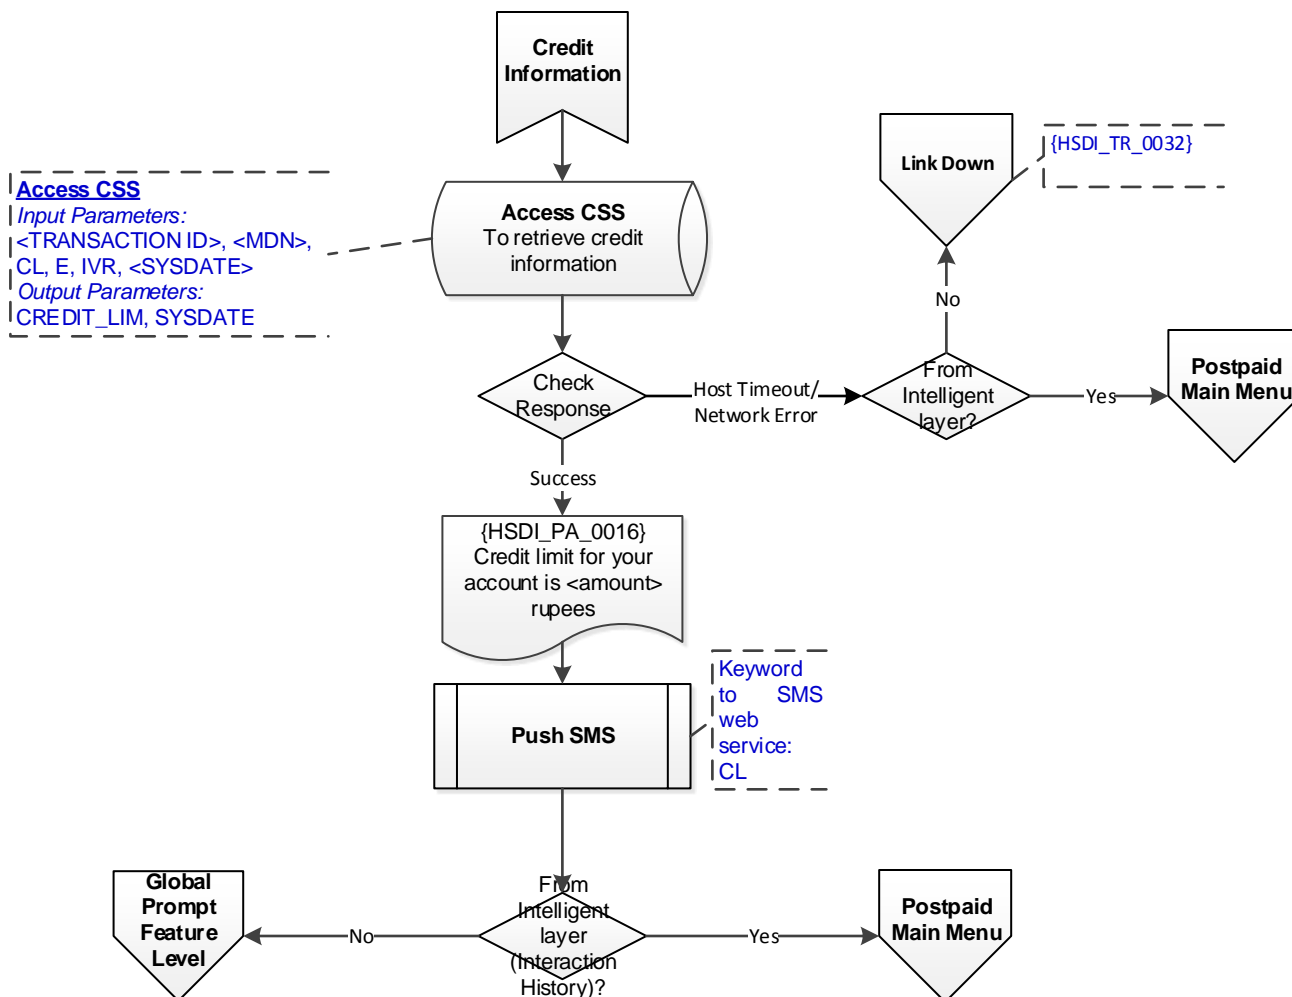 Credit
Information
Link Down
{HSDI_TR_0032}
Access CSS
Input Parameters:
<TRANSACTION ID>, <MDN>,
CL, E, IVR, <SYSDATE>
Output Parameters:
CREDIT_LIM, SYSDATE
Access CSS
To retrieve credit
information
No
Check
Response
Host Timeout/
Network Error
From
Intelligent
layer?
Yes
Postpaid
Main Menu
Success
{HSDI_PA_0016}
Credit limit for your
account is <amount>
rupees
Push SMS
Keyword
to SMS
web
service:
CL
Global
Prompt
Feature
Level
No
From
Intelligent
layer
(Interaction
History)?
Yes
Postpaid
Main Menu